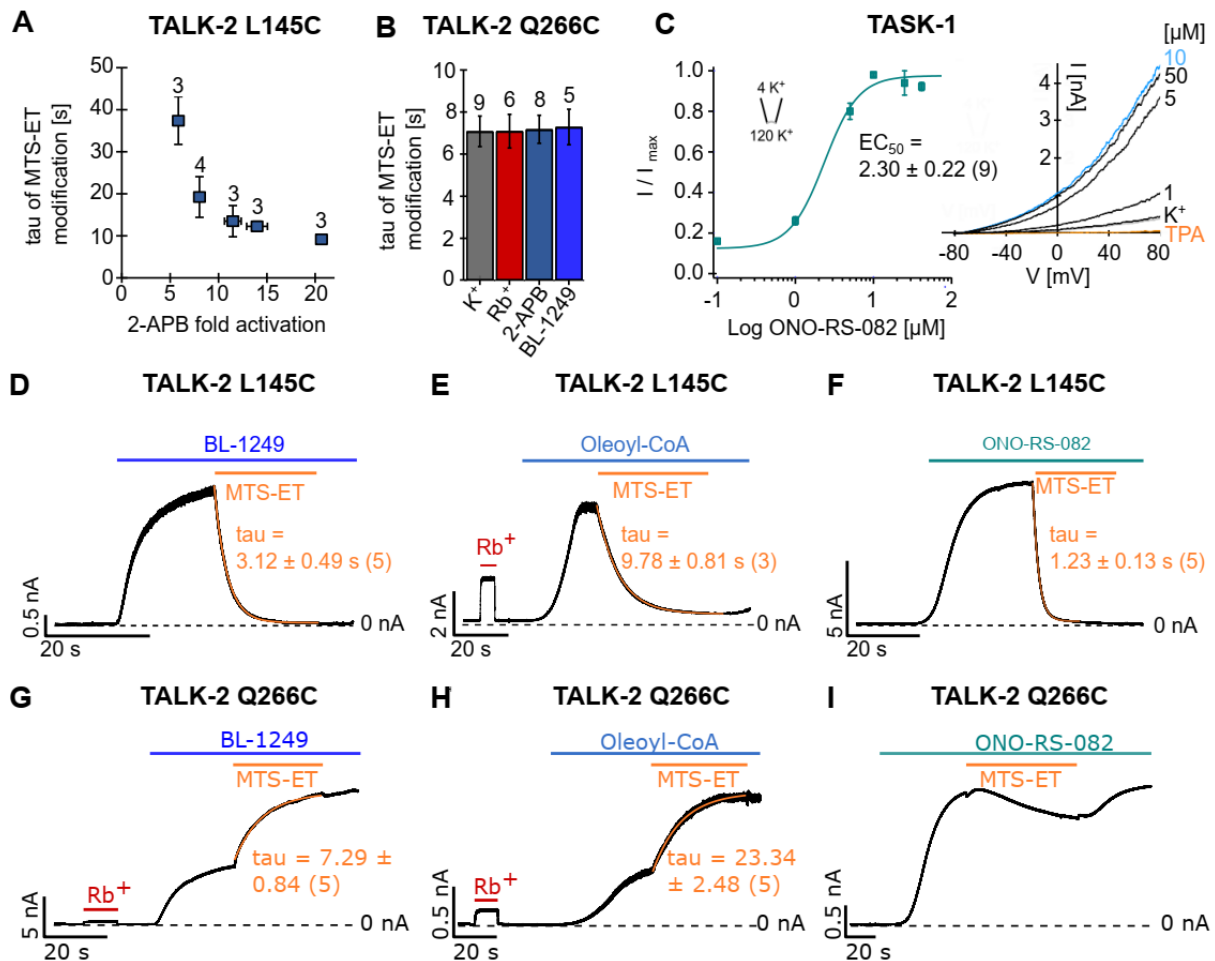 A
TALK-2 L145C
tau of MTS-ET
modification [s]
50
40
30
20
10
0
3
4
3
3
3
0
5
10
15
20
2-APB fold activation
B
TALK-2 Q266C
tau of MTS-ET
modification [s]
10
8
6
4
2
0
9
6
8
5
K+
Rb+
2-APB
BL-1249
C
TASK-1
I / I max
1.0
0.8
0.6
0.4
0.2
0.0
4 K+
120 K+
EC50 =
2.30 ± 0.22 (9)
-1
0
1
2
Log ONO-RS-082 [µM]
[µM]
10
50
5
1
K+
TPA
I [nA]
4
2
-80
-40
0
40
80
V [mV]
D
TALK-2 L145C
BL-1249
MTS-ET
tau =
3.12 ± 0.49 s (5)
0.5 nA
0 nA
20 s
E
TALK-2 L145C
Oleoyl-CoA
MTS-ET
Rb+
tau =
9.78 ± 0.81 s (3)
2 nA
0 nA
20 s
F
TALK-2 L145C
ONO-RS-082
MTS-ET
tau =
1.23 ± 0.13 s (5)
5 nA
0 nA
20 s
G
TALK-2 Q266C
BL-1249
MTS-ET
Rb+
tau = 7.29 ±
0.84 (5)
5 nA
0 nA
20 s
H
TALK-2 Q266C
Oleoyl-CoA
MTS-ET
Rb+
tau = 23.34
± 2.48 (5)
0.5 nA
0 nA
20 s
I
TALK-2 Q266C
ONO-RS-082
MTS-ET
0.5 nA
0 nA
20 s